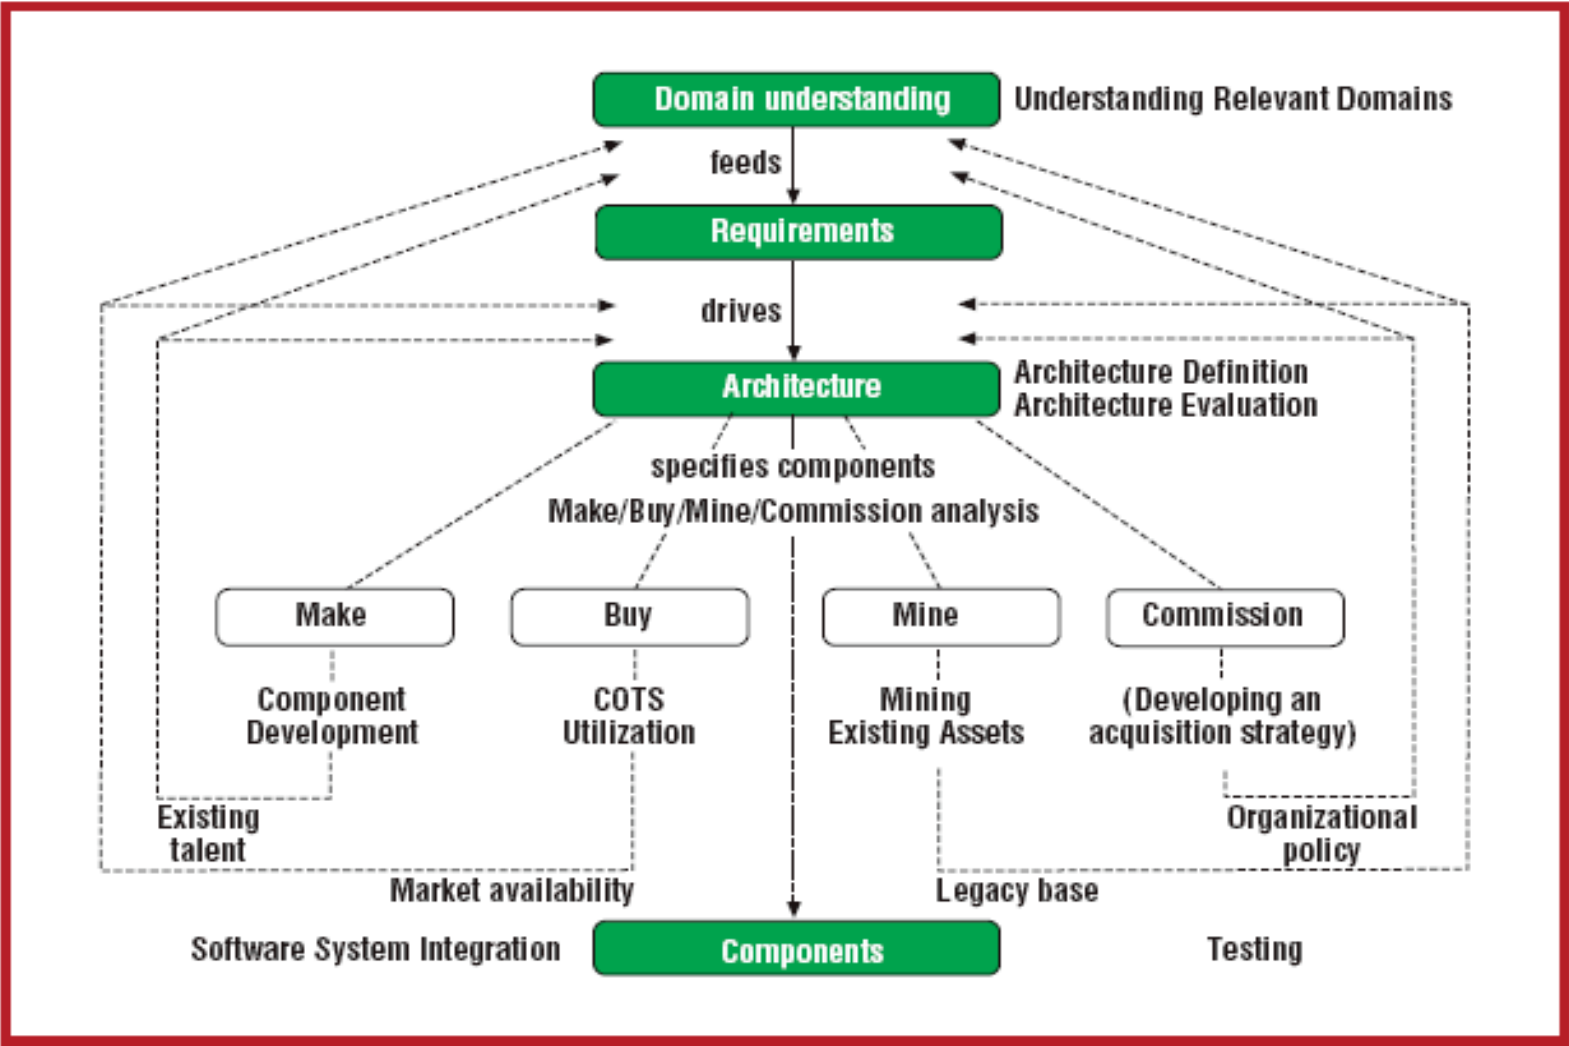 Domain understanding
Understanding Relevant Domains
feeds
Requirements
drives
Architecture
Architecture Definition
Architecture Evaluation
specifies components
Make/Buy/Mine/Commission analysis
Make
Buy
Mine
Commission
Component
Development
COTS
Utilization
Mining
Existing Assets
(Developing an
acquisition strategy)
Existing
talent
Organizational
policy
Market availability
Legacy base
Software System Integration
Components
Testing